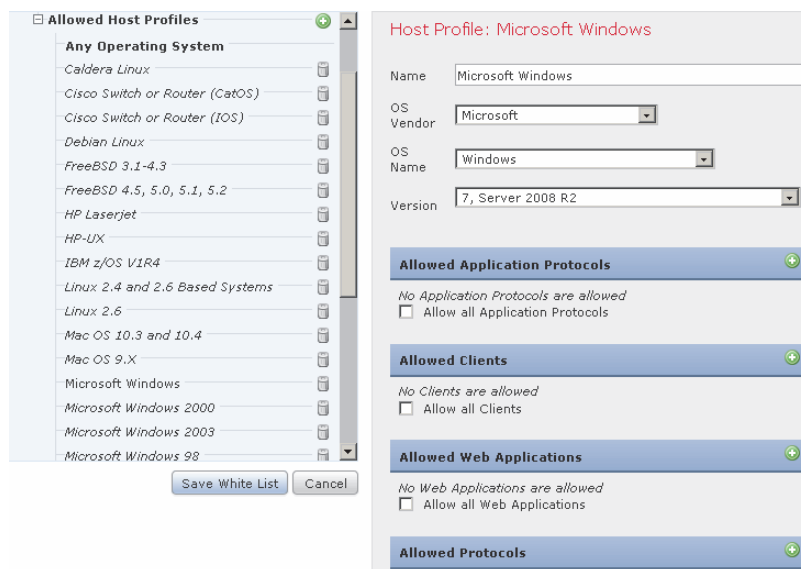 Allowed Host Profiles
Any Operating System
Caldera Linux
Cisco Switch or Router (CatOS)
Cisco Switch or Router (IOS)
Debian Linux
FreeBSD 3.1-4.3
FreeBSD 4.5, 5.0, 5.1, 5.2
HP Laserjet
HP-UX
IBM z/OS V1R4
Linux 2.4 and 2.6 Based Systems
Linux 2.6
Mac OS 10.3 and 10.4
Mac OS 9.X
Microsoft Windows
Microsoft Windows 2000
Microsoft Windows 2003
Microsoft Windows 98
Save White List
Cancel
Host Profile: Microsoft Windows
Name
Microsoft Windows
OS
Vendor
Microsoft
OS
Name
Windows
Version
7, Server 2008 R2
Allowed Application Protocols
No Application Protocols are allowed
Allow all Application Protocols
Allowed Clients
No Clients are allowed
Allow all Clients
Allowed Web Applications
No Web Applications are allowed
Allow all Web Applications
Allowed Protocols